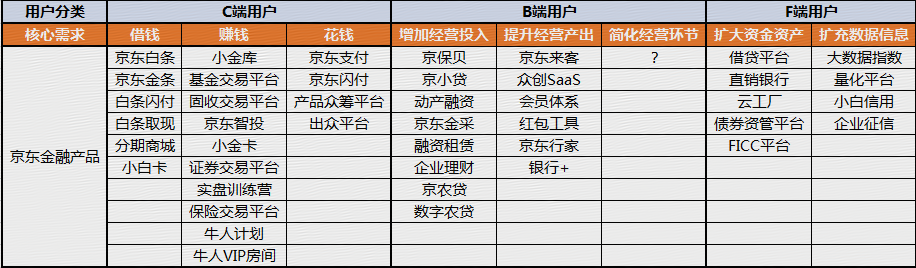 用户分类 C端用户 B端用户 F端用户
核心需求 借钱 赚钱 花钱 增加经营投入 提升经营产出 简化经营环节 扩大资金资产 扩充数据信息
京东白条 小金库 京东支付 京保贝 京东来客 ? 借贷平台 大数据指数
京东金条 基金交易平台 京东闪付 京小贷 众创SaaS 直销银行 量化平台
白条闪付 固收交易平台 产品众筹平台 动产融资 会员体系 云工厂 小白信用
白条取现 京东智投 出众平台 京东金采 红包工具 债券资管平台 企业征信
京东金融产品 分期商城 小金卡 融资租赁 京东行家 FICC平台
小白卡 证券交易平台 企业理财 银行+
实盘训练营 京农贷
保险交易平台 数字农贷
牛人计划
牛人VIP房间